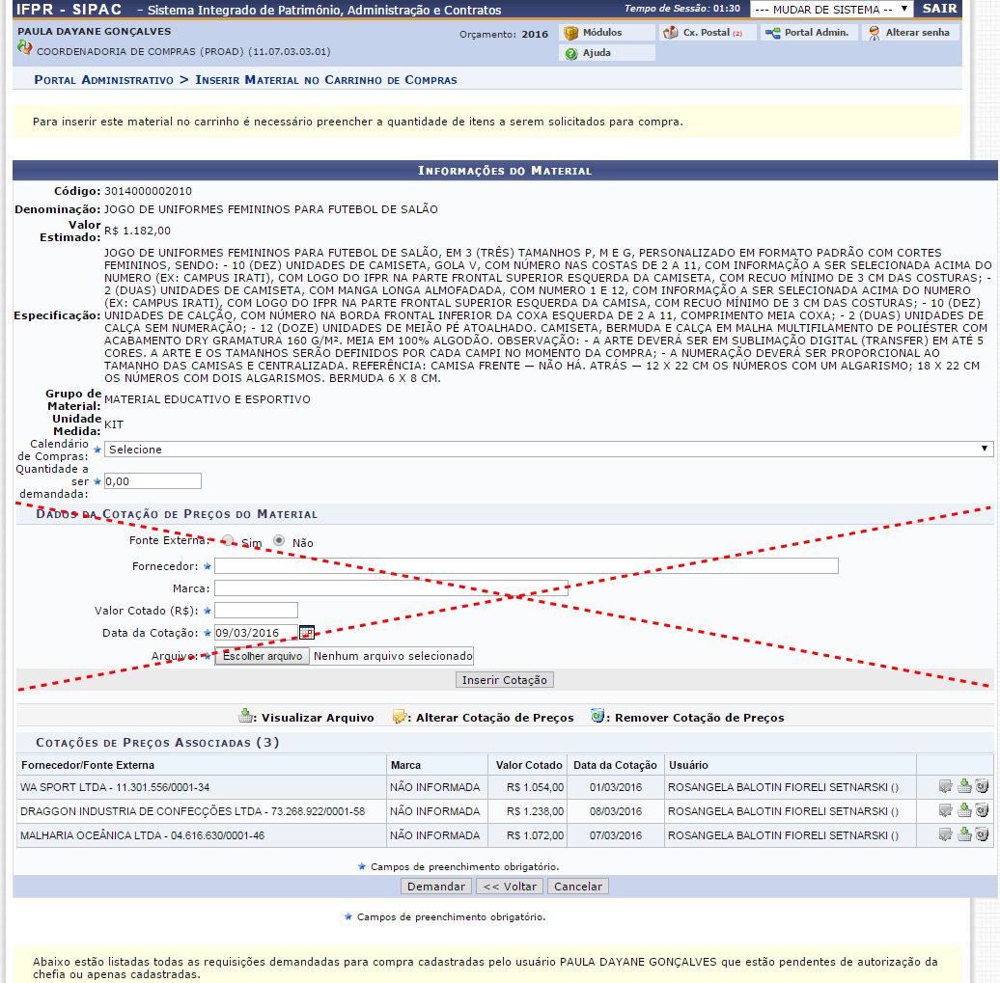 IFPR - SIPAC - Sistema Integrado de Patrimônio, Administração e Contratos Tempo de Sessão: 01:30 --- MUDAR DE SISTEMA -- SAIR
PAULA DAYANE GONÇALVES Orçamento: 2016 Módulos Cx. Postal (2) Portal Admin. Alterar senha
COORDENADORIA DE COMPRAS (PROAD) (11.07.03.03.01) Ajuda
PORTAL ADMINISTRATIVO > INSERIR MATERIAL NO CARRINHO DE COMPRAS
Para inserir este material no carrinho é necessário preencher a quantidade de itens a serem solicitados para compra.
INFORMAÇÕES DO MATERIAL
Código: 3014000002010
Denominação: JOGO DE UNIFORMES FEMININOS PARA FUTEBOL DE SALÃO
Valor
Estimado: R$ 1.182,00
JOGO DE UNIFORMES FEMININOS PARA FUTEBOL DE SALÃO, EM 3 (TRÊS) TAMANHOS P, M E G, PERSONALIZADO EM FORMATO PADRÃO COM CORTES
FEMININOS, SENDO: - 10 (DEZ) UNIDADES DE CAMISETA, GOLA V, COM NÚMERO NAS COSTAS DE 2 A 11, COM INFORMAÇÃO A SER SELECIONADA ACIMA DO
NUMERO (EX: CAMPUS IRATI), COM LOGO DO IFPR NA PARTE FRONTAL SUPERIOR ESQUERDA DA CAMISETA, COM RECUO MÍNIMO DE 3 CM DAS COSTURAS; -
2 (DUAS) UNIDADES DE CAMISETA, COM MANGA LONGA ALMOFADADA, COM NUMERO 1 E 12, COM INFORMAÇÃO A SER SELECIONADA ACIMA DO NUMERO
(EX: CAMPUS IRATI), COM LOGO DO IFPR NA PARTE FRONTAL SUPERIOR ESQUERDA DA CAMISA, COM RECUO MÍNIMO DE 3 CM DAS COSTURAS; - 10 (DEZ)
Especificação: UNIDADES DE CALÇÃO, COM NÚMERO NA BORDA FRONTAL INFERIOR DA COXA ESQUERDA DE 2 A 11, COMPRIMENTO MEIA COXA; - 2 (DUAS) UNIDADES DE
CALÇA SEM NUMERAÇÃO; - 12 (DOZE) UNIDADES DE MEIÃO PÉ ATOALHADO. CAMISETA, BERMUDA E CALÇA EM MALHA MULTIFILAMENTO DE POLIÉSTER COM
ACABAMENTO DRY GRAMATURA 160 G/M². MEIA EM 100% ALGODÃO. OBSERVAÇÃO: - A ARTE DEVERÁ SER EM SUBLIMAÇÃO DIGITAL (TRANSFER) EM ATÉ 5
CORES. A ARTE E OS TAMANHOS SERÃO DEFINIDOS POR CADA CAMPI NO MOMENTO DA COMPRA; - A NUMERAÇÃO DEVERÁ SER PROPORCIONAL AO
TAMANHO DAS CAMISAS E CENTRALIZADA. REFERÊNCIA: CAMISA FRENTE — NÃO HÁ. ATRÁS — 12 X 22 CM OS NÚMEROS COM UM ALGARISMO; 18 X 22 CM
OS NÚMEROS COM DOIS ALGARISMOS. BERMUDA 6 X 8 CM.
Grupo de
Material: MATERIAL EDUCATIVO E ESPORTIVO
Unidade
Medida: KIT
Calendário
de Compras: Selecione
Quantidade a
ser 0,00
demandada:
DADOS DA COTAÇÃO DE PREÇOS DO MATERIAL
Fonte Externa: Sim Não
Fornecedor:
Marca:
Valor Cotado (R$):
Data da Cotação: 09/03/2016
Arquivo: Escolher arquivo Nenhum arquivo selecionado
Inserir Cotação
: Visualizar Arquivo : Alterar Cotação de Preços : Remover Cotação de Preços
COTAÇÕES DE PREÇOS ASSOCIADAS (3)
Fornecedor/Fonte Externa Marca Valor Cotado Data da Cotação Usuário
WA SPORT LTDA - 11.301.556/0001-34 NÃO INFORMADA R$ 1.054,00 01/03/2016 ROSANGELA BALOTIN FIORELI SETNARSKI ()
DRAGGON INDUSTRIA DE CONFECÇÕES LTDA - 73.268.922/0001-58 NÃO INFORMADA R$ 1.238,00 08/03/2016 ROSANGELA BALOTIN FIORELI SETNARSKI ()
MALHARIA OCEÂNICA LTDA - 04.616.630/0001-46 NÃO INFORMADA R$ 1.072,00 07/03/2016 ROSANGELA BALOTIN FIORELI SETNARSKI ()
Campos de preenchimento obrigatório.
Demandar << Voltar Cancelar
Campos de preenchimento obrigatório.
Abaixo estão listadas todas as requisições demandadas para compra cadastradas pelo usuário PAULA DAYANE GONÇALVES que estão pendentes de autorização da
chefia ou apenas cadastradas.